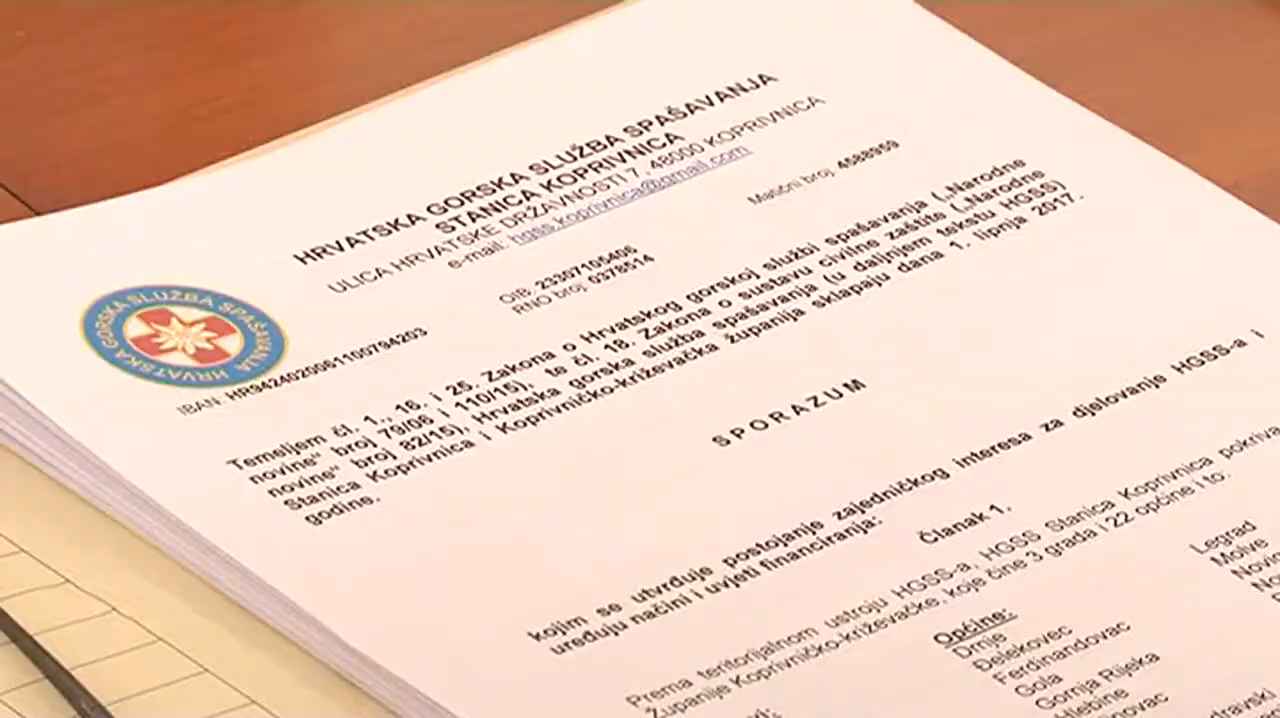 HRVATSKA GORSKA SLUŽBA SPAŠAVANJA
STANICA KOPRIVNICA
ULICA HRVATSKE DRŽAVNOSTI 7, 48000 KOPRIVNICA
e-mail: hgss.koprivnica@gmail.com
Matični broj: 4588959
OIB: 23307105406
RNO broj: 0378514
HRVATSKA GORSKA SLUŽBA SPAŠAVANJA
IBAN: HR9424020061100794203
Temeljem čl. 1., 16. i 25. Zakona o Hrvatskog gorskoj službi spašavanja („Narodne
novine“ broj 79/06 i 110/15), te čl. 18. Zakona o sustavu civilne zaštite („Narodne
novine“ broj 82/15), Hrvatska gorska služba spašavanja (u daljnjem tekstu HGSS)
Stanica Koprivnica i Koprivničko-križevačka županija sklapaju dana 1. lipnja 2017.
godine,
SPORAZUM
kojim se utvrđuje postojanje zajedničkog interesa za djelovanje HGSS-a i
uređuju načini i uvjeti financiranja:
Članak 1.
Prema teritorijalnom ustroju HGSS-a, HGSS Stanica Koprivnica pokriva
Županije Koprivničko-križevačke, koje čine 3 grada i 22 općine i to:
Općine:
Drnje
Đelekovec
Ferdinandovac
Gola
Gornja Rijeka
Hlebine
Legrad
Molve